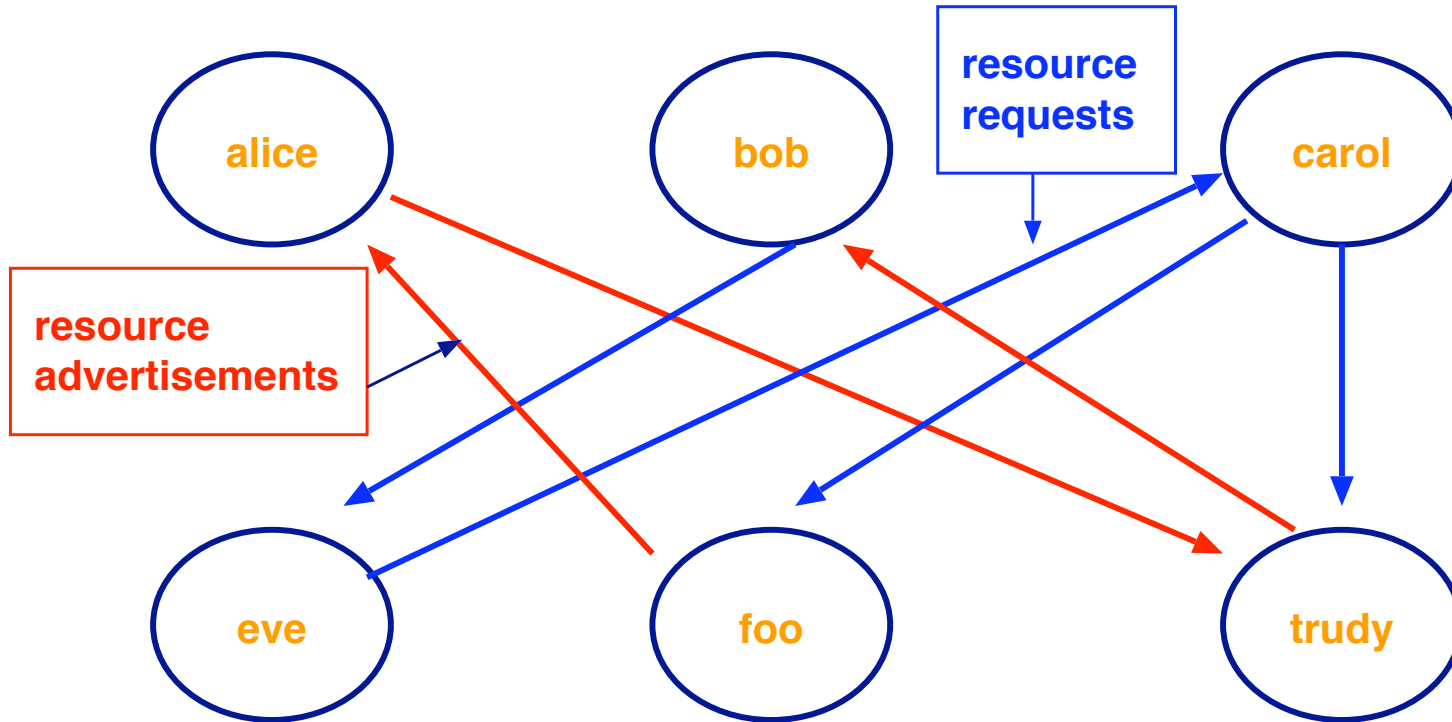 resource
requests
alice
bob
carol
resource
advertisements
eve
foo
trudy